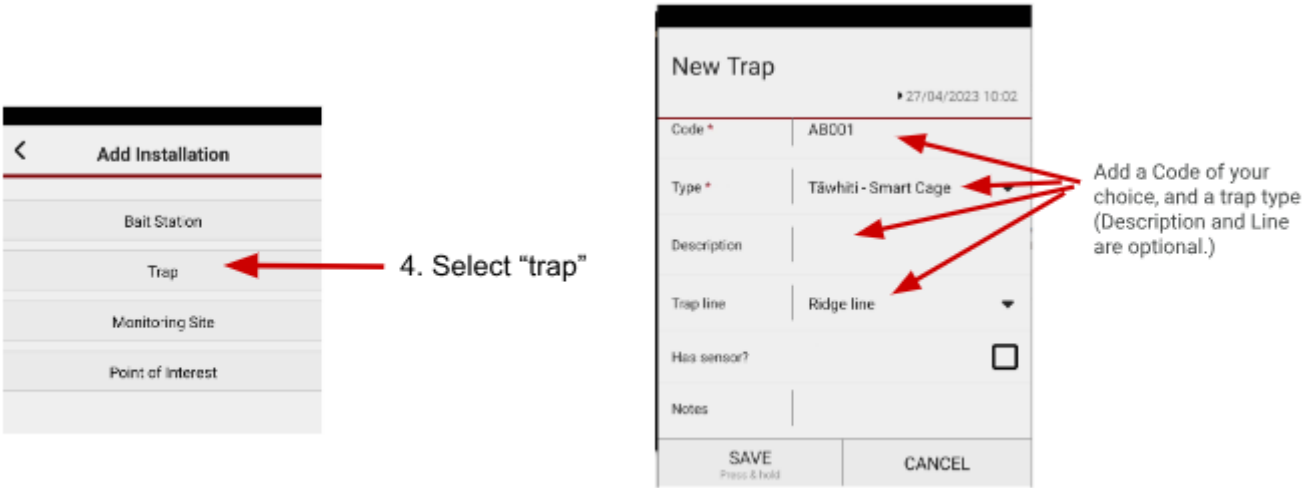 Add Installation
Bait Station
Trap
Monitoring Site
Point of Interest
4. Select “trap”
New Trap
27/04/2023 10:02
Code * AB001
Type * Tāwhiti - Smart Cage
Description
Trap line Ridge line
Has sensor?
Notes
SAVE CANCEL
Press & hold
Add a Code of your
choice, and a trap type
(Description and Line
are optional.)